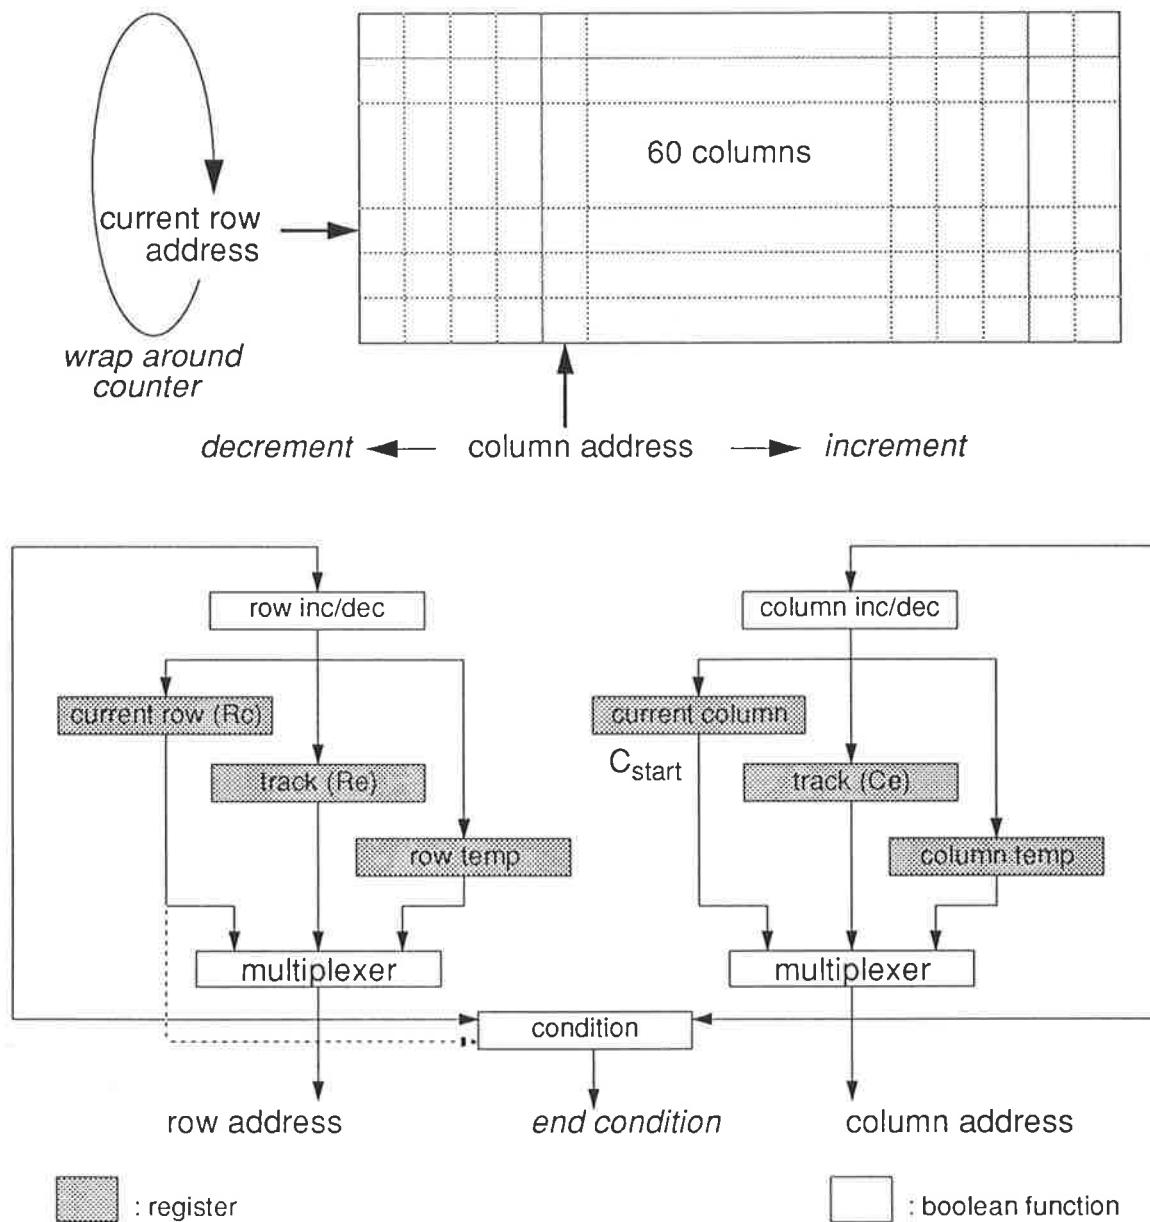 60 columns
current row
address
wrap around
counter
decrement
column address
increment
row inc/dec
column inc/dec
current row (Rc)
current column
Cstart
track (Re)
track (Ce)
row temp
column temp
multiplexer
multiplexer
condition
row address
end condition
column address
: register
: boolean function